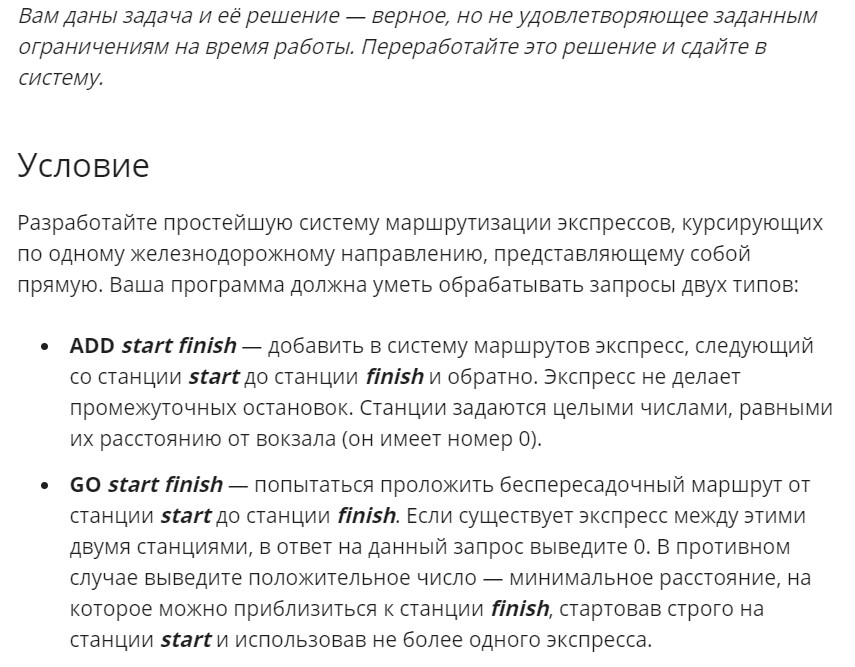 Вам даны задача и её решение — верное, но не удовлетворяющее заданным
ограничениям на время работы. Переработайте это решение и сдайте в
систему.
Условие
Разработайте простейшую систему маршрутизации экспрессов, курсирующих
по одному железнодорожному направлению, представляющему собой
прямую. Ваша программа должна уметь обрабатывать запросы двух типов:
• ADD start finish — добавить в систему маршрутов экспресс, следующий
со станции start до станции finish и обратно. Экспресс не делает
промежуточных остановок. Станции задаются целыми числами, равными
их расстоянию от вокзала (он имеет номер 0).
• GO start finish — попытаться проложить беспересадочный маршрут от
станции start до станции finish. Если существует экспресс между этими
двумя станциями, в ответ на данный запрос выведите 0. В противном
случае выведите положительное число — минимальное расстояние, на
которое можно приблизиться к станции finish, стартовав строго на
станции start и использовав не более одного экспресса.